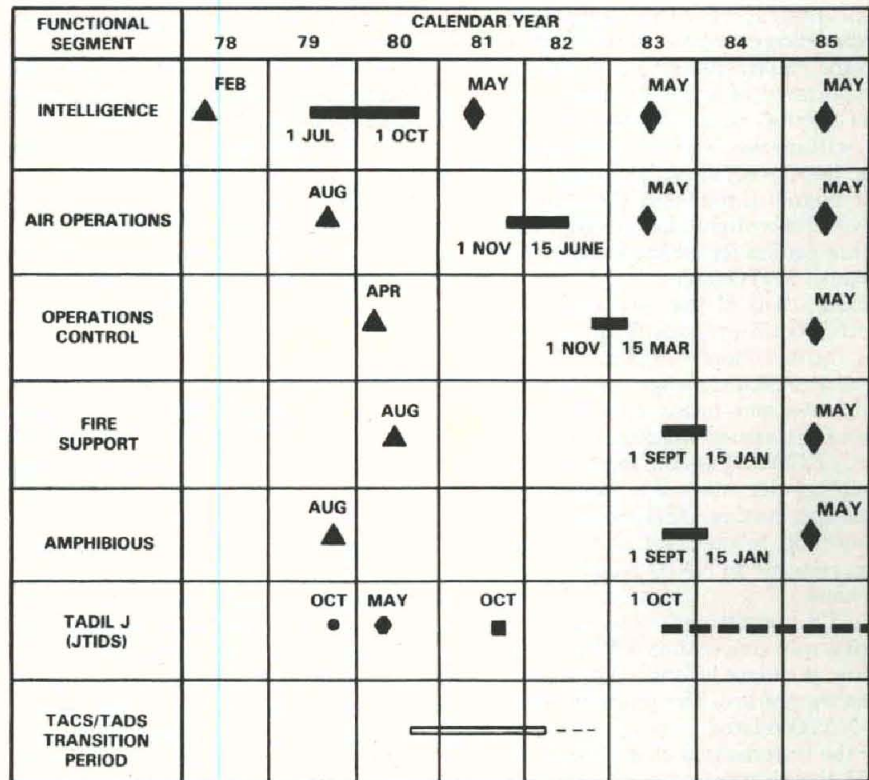 FUNCTIONAL SEGMENT
CALENDAR YEAR
78 79 80 81 82 83 84 85
INTELLIGENCE
FEB
1 JUL 1 OCT
MAY
MAY
MAY
AIR OPERATIONS
AUG
1 NOV 15 JUNE
MAY
MAY
OPERATIONS CONTROL
APR
1 NOV 15 MAR
MAY
FIRE SUPPORT
AUG
1 SEPT 15 JAN
MAY
AMPHIBIOUS
AUG
1 SEPT 15 JAN
MAY
TADIL J (JTIDS)
OCT MAY OCT 1 OCT
TACS/TADS TRANSITION PERIOD